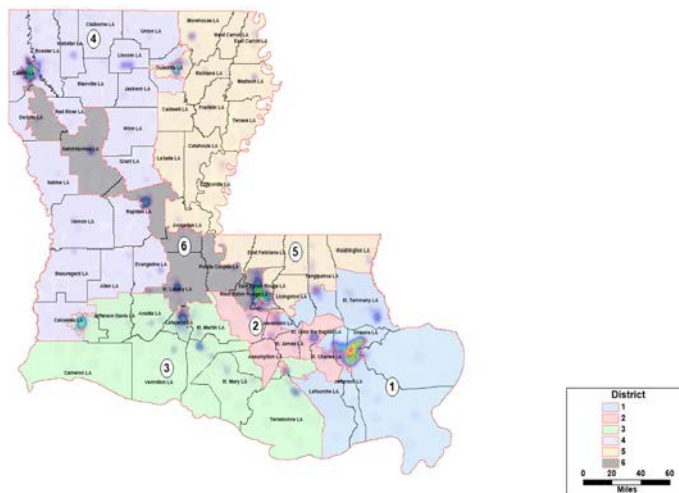 Claiborne LA
Union LA
Morehouse LA
West Carroll LA
East Carroll LA
Webster LA
Bossier LA
4
Lincoln LA
Ouachita LA
Caddo LA
Richland LA
Madison LA
Bienville LA
Jackson LA
Red River LA
De Soto LA
Caldwell LA
Franklin LA
Tensas LA
Winn LA
Natchitoches LA
Catahoula LA
Sabine LA
Grant LA
La Salle LA
Concordia LA
Rapides LA
Vernon LA
Avoyelles LA
6
5
Washington LA
East Feliciana LA
Tangipahoa LA
Pointe Coupee LA
Evangeline LA
Beauregard LA
Allen LA
St. Landry LA
East Baton Rouge LA
West Baton Rouge LA
Livingston LA
St. Tammany LA
Calcasieu LA
Jefferson Davis LA
Acadia LA
Lafayette LA
St. Martin LA
2
Ascension LA
St. John the Baptist LA
Orleans LA
St. James LA
St. Charles LA
Assumption LA
Jefferson LA
3
Cameron LA
Vermilion LA
St. Mary LA
Lafourche LA
1
Terrebonne LA
District
1
2
3
4
5
6
0 20 40 60
Miles